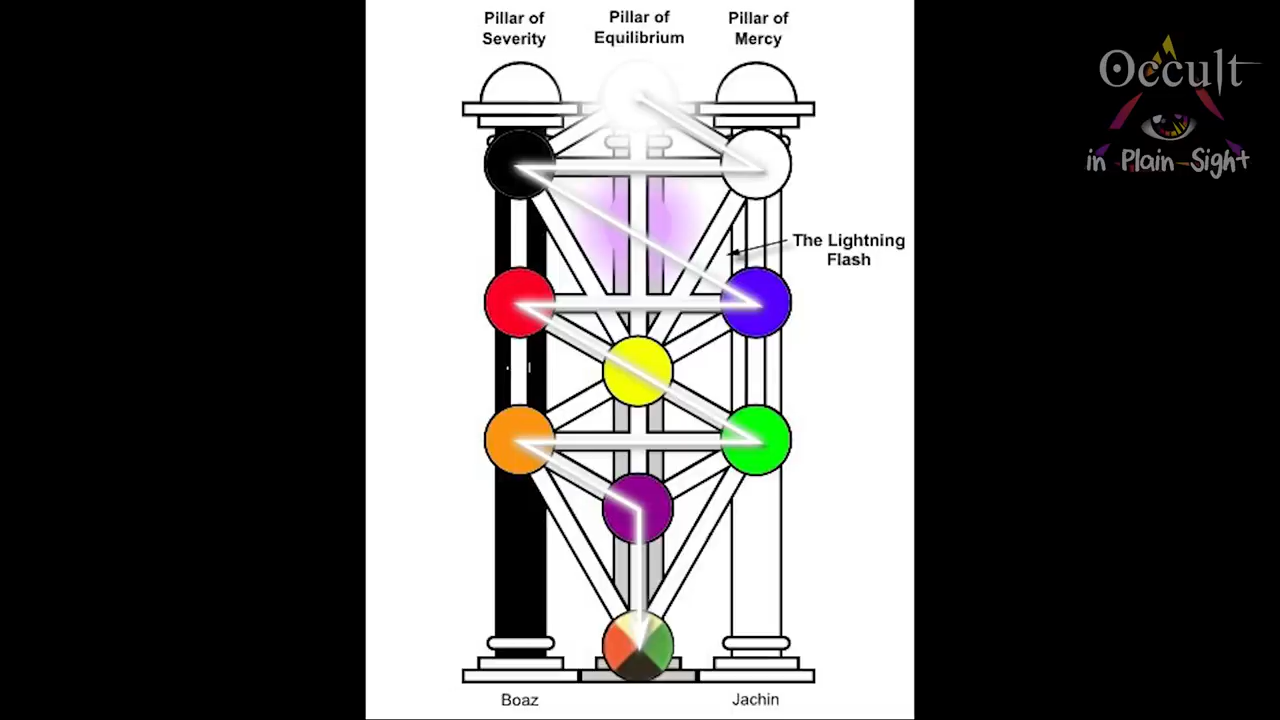 Pillar of
Severity
Pillar of
Equilibrium
Pillar of
Mercy
Occult
in Plain Sight
The Lightning
Flash
Boaz
Jachin